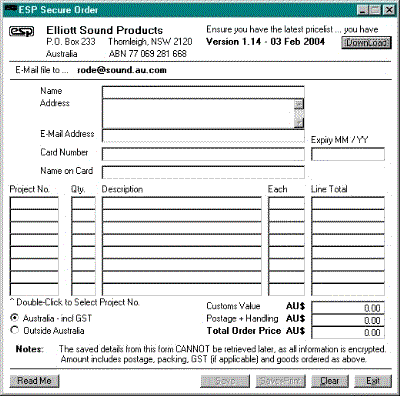 ESP Secure Order
esp Elliott Sound Products Ensure you have the latest pricelist ... you have
P.O. Box 233 Thornleigh, NSW 2120 Version 1.14 - 03 Feb 2004
Australia ABN 77 069 281 668 DownLoad
E-Mail file to ... rode@sound.au.com
Name
Address
E-Mail Address
Expiry MM / YY
Card Number
Name on Card
Project No. Qty. Description Each Line Total
^ Double-Click to Select Project No.
Customs Value AU$ 0.00
Australia - incl GST Postage + Handling AU$ 0.00
Outside Australia Total Order Price AU$ 0.00
Notes: The saved details from this form CANNOT be retrieved later, as all information is encrypted.
Amount includes postage, packing, GST (if applicable) and goods ordered as above.
Read Me Save Save+Print Clear Exit